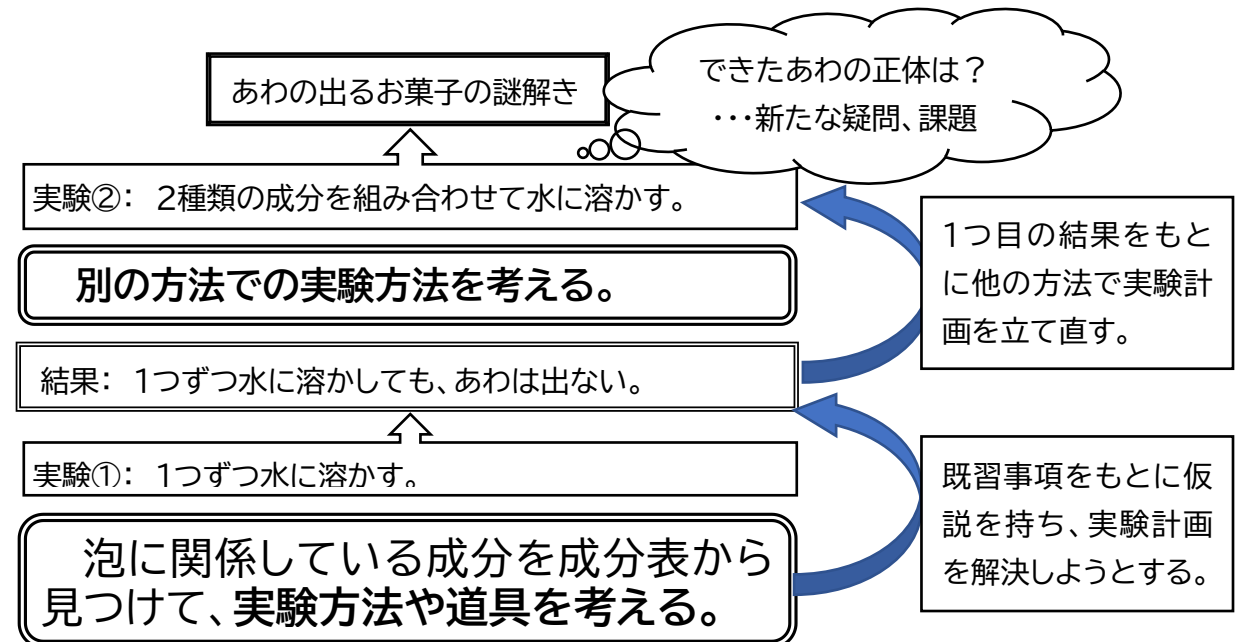 できたあわの正体は？
・・・新たな疑問、課題
あわの出るお菓子の謎解き
実験②： 2種類の成分を組み合わせて水に溶かす。
別の方法での実験方法を考える。
1つ目の結果をもと
に他の方法で実験計
画を立て直す。
結果： 1つずつ水に溶かしても、あわは出ない。
実験①： 1つずつ水に溶かす。
泡に関係している成分を成分表から
見つけて、実験方法や道具を考える。
既習事項をもとに仮
説を持ち、実験計画
を解決しようとする。